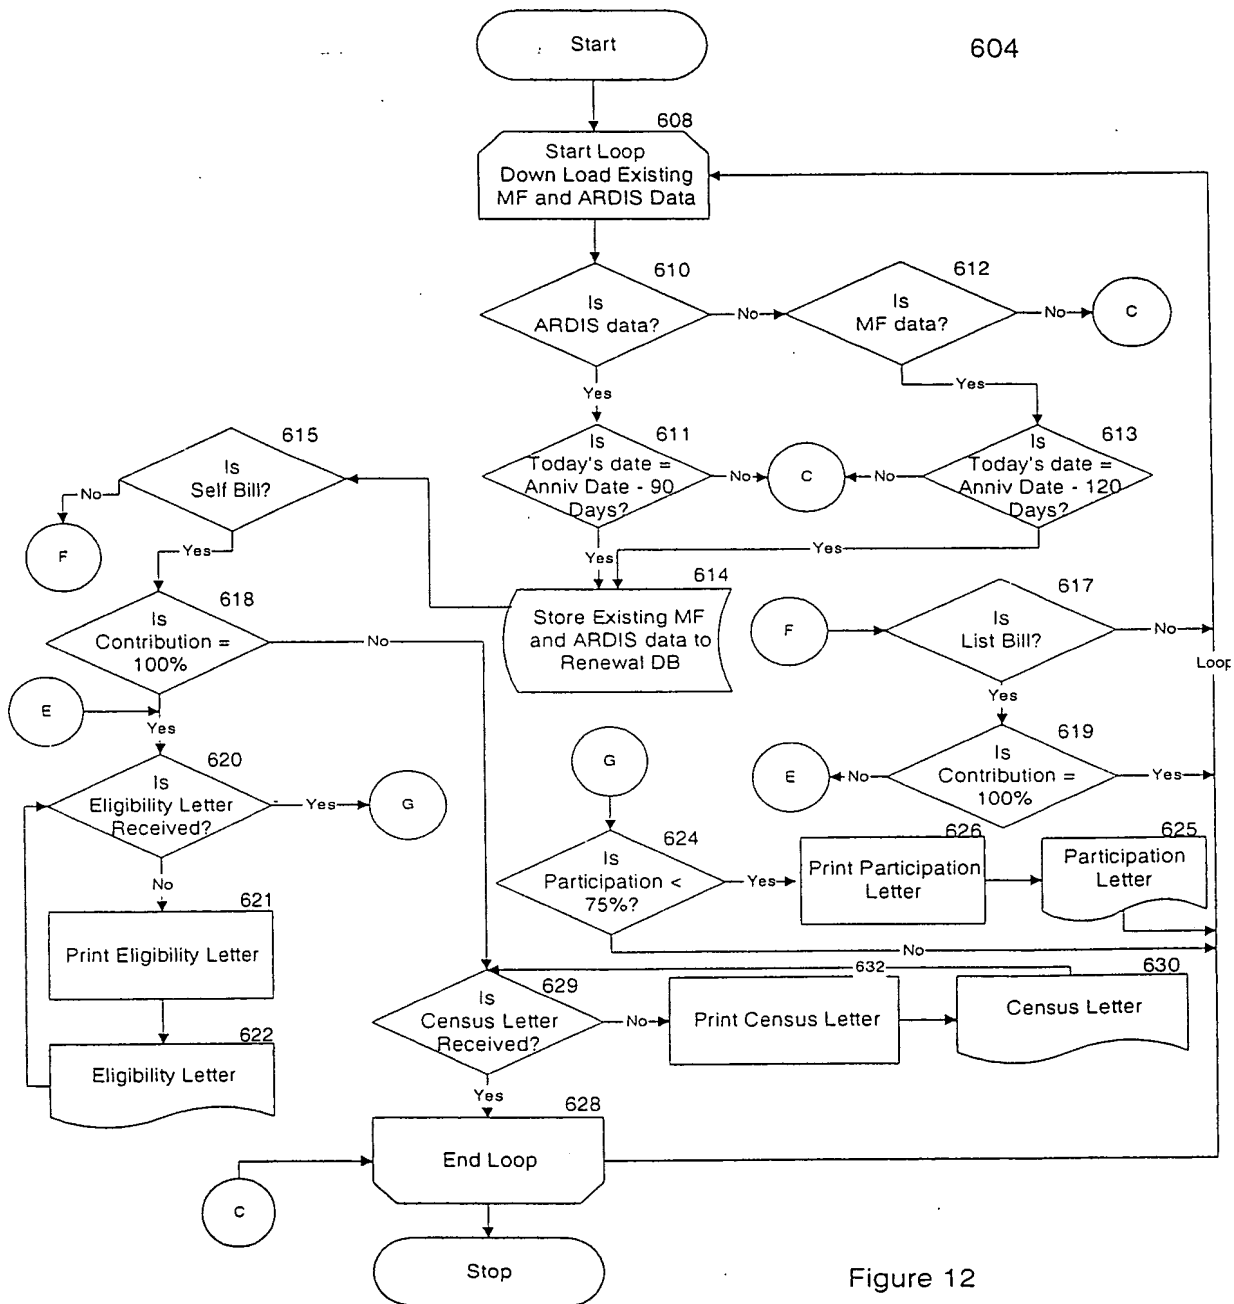 Start
604
608
Start Loop
Down Load Existing
MF and ARDIS Data
610
Is
ARDIS data?
No
612
Is
MF data?
No
C
Yes
Yes
615
Is
Self Bill?
No
F
Yes
611
Is
Today's date =
Anniv Date - 90
Days?
No
C
No
613
Is
Today's date =
Anniv Date - 120
Days?
Yes
Yes
614
Store Existing MF
and ARDIS data to
Renewal DB
618
Is
Contribution =
100%
No
E
Yes
F
617
Is
List Bill?
No
Loop
Yes
619
Is
Contribution =
100%
No
E
Yes
620
Is
Eligibility Letter
Received?
Yes
G
No
G
624
Is
Participation <
75%?
Yes
No
626
Print Participation
Letter
625
Participation
Letter
621
Print Eligibility Letter
622
Eligibility Letter
629
Is
Census Letter
Received?
No
632
Print Census Letter
630
Census Letter
Yes
628
End Loop
C
Stop
Figure 12